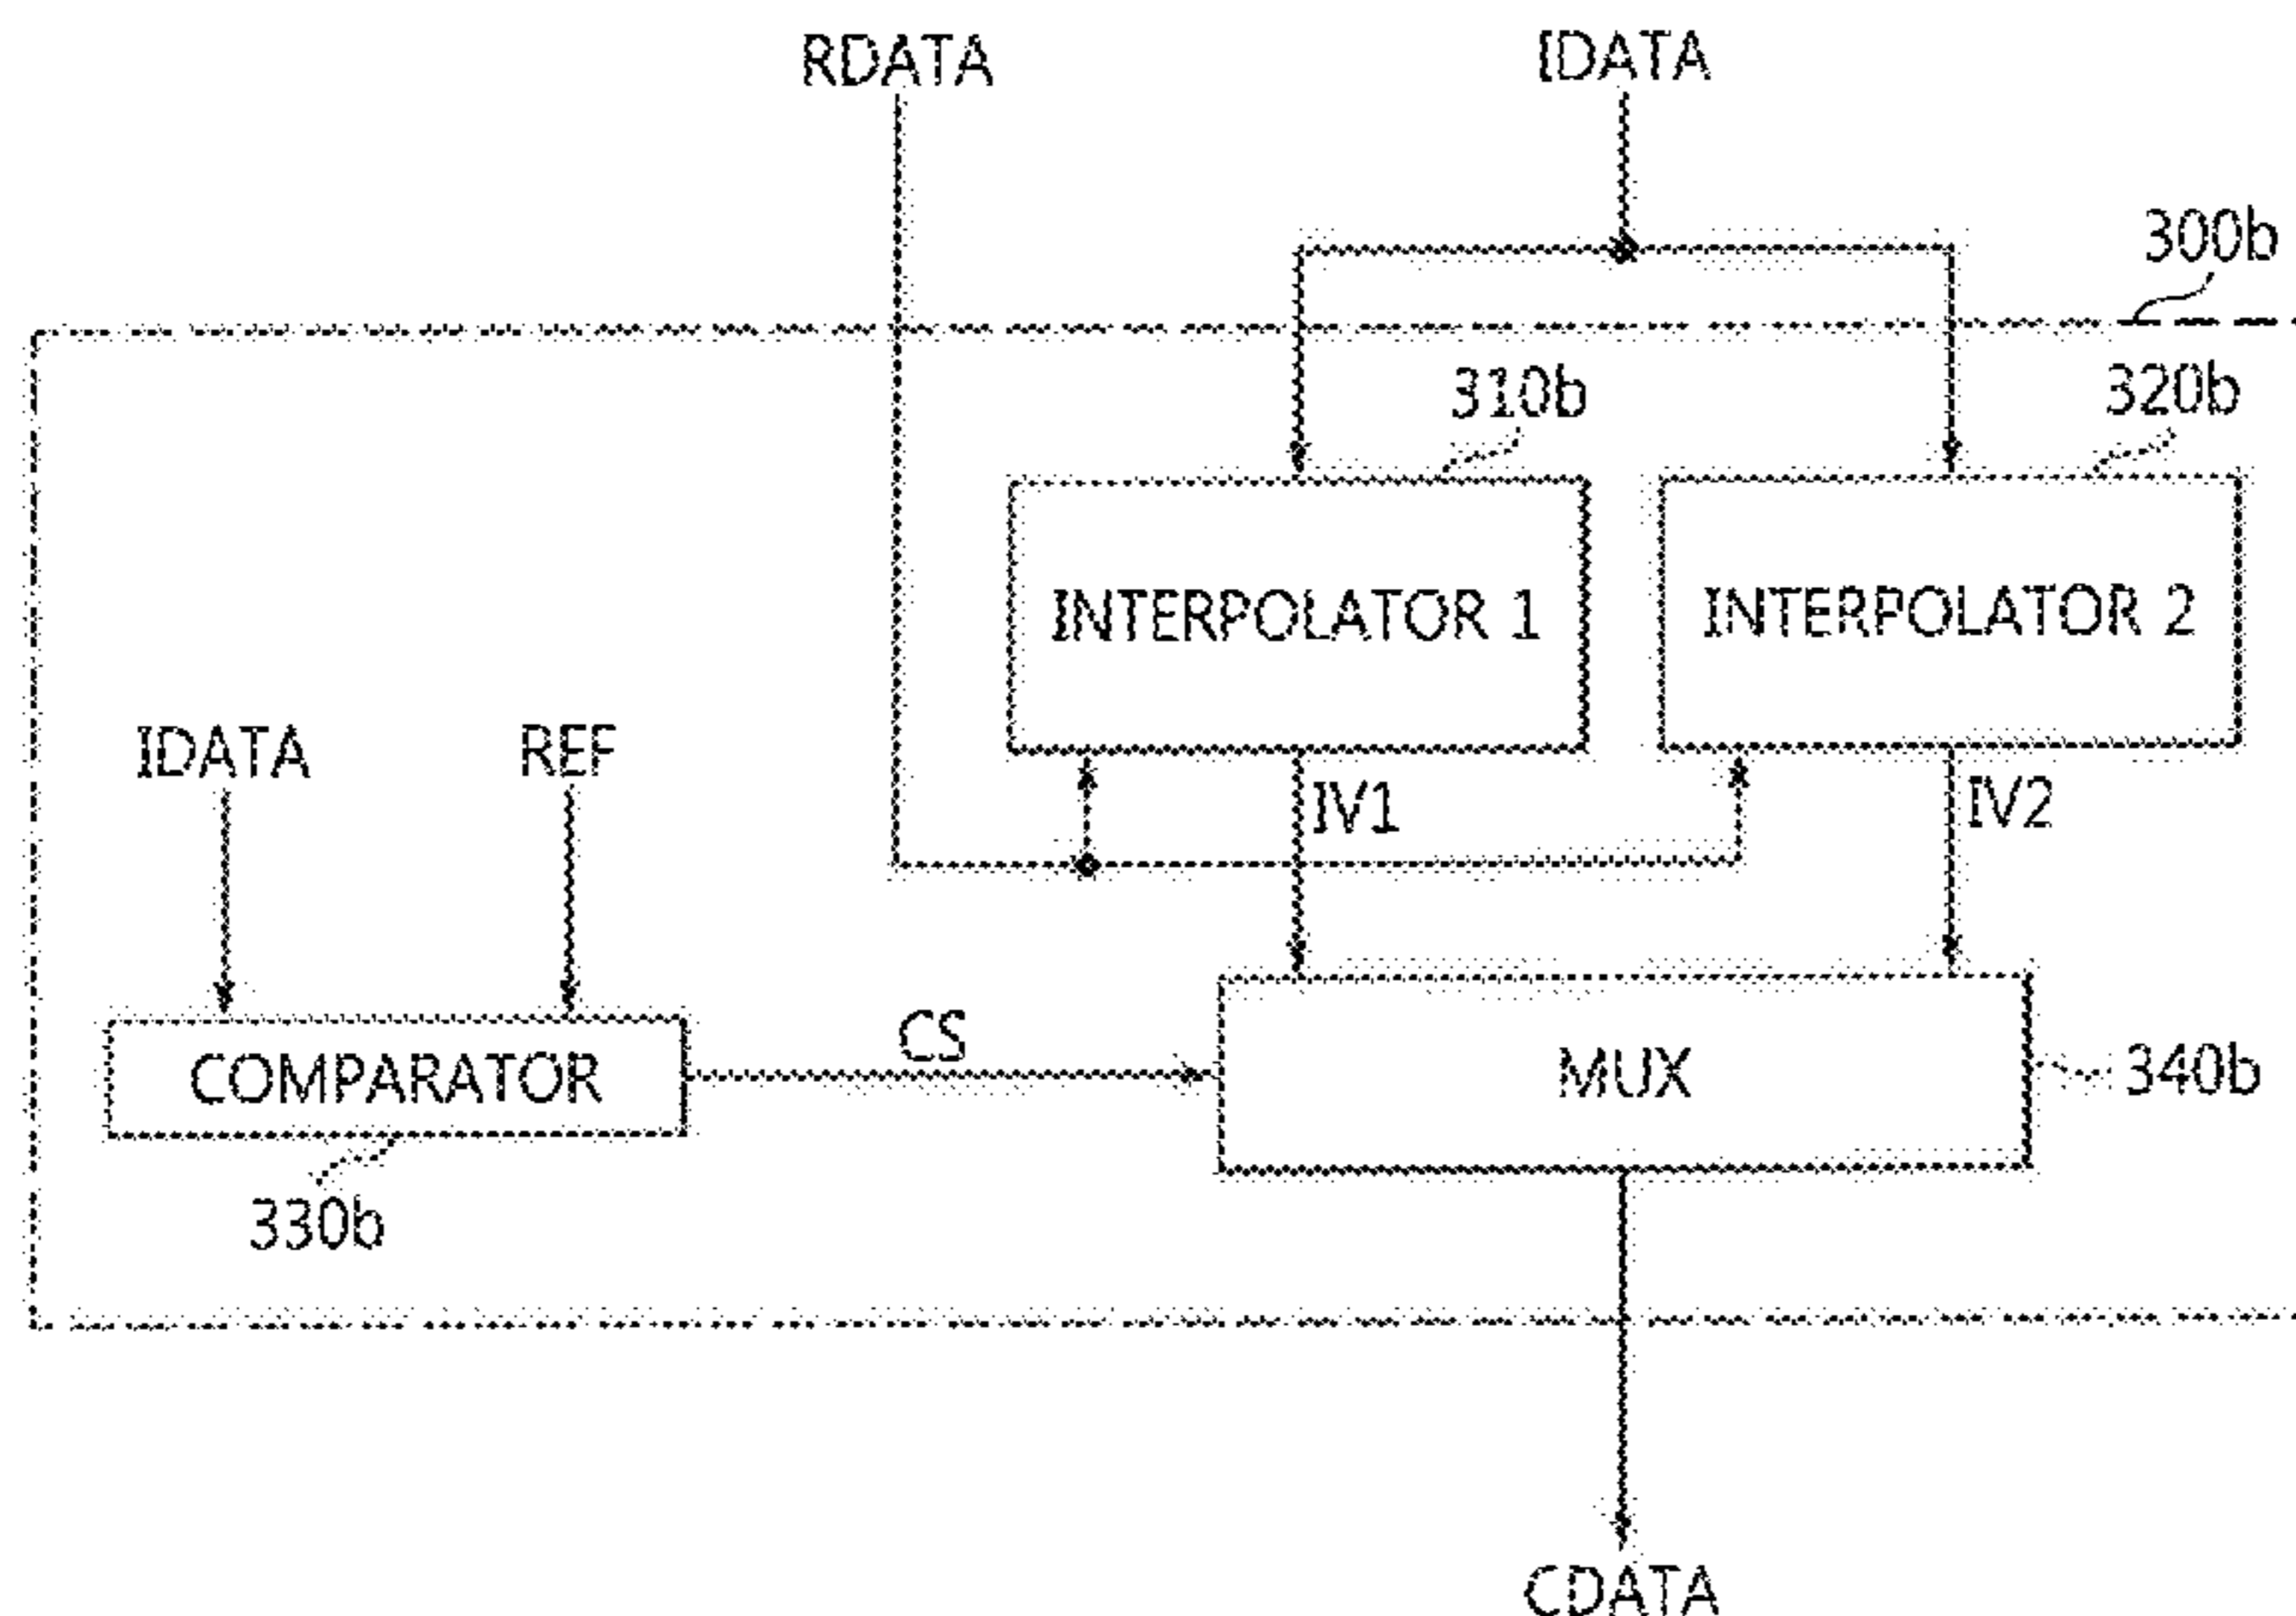 RDATA
IDATA
300b
310b
320b
INTERPOLATOR 1
INTERPOLATOR 2
IDATA
REF
IV1
IV2
CS
COMPARATOR
MUX
340b
330b
CDATA